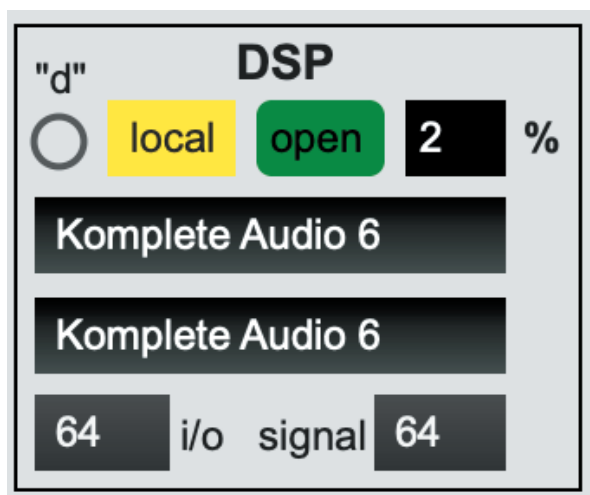 "d" DSP
local open 2 %
Komplete Audio 6
Komplete Audio 6
64 i/o signal 64